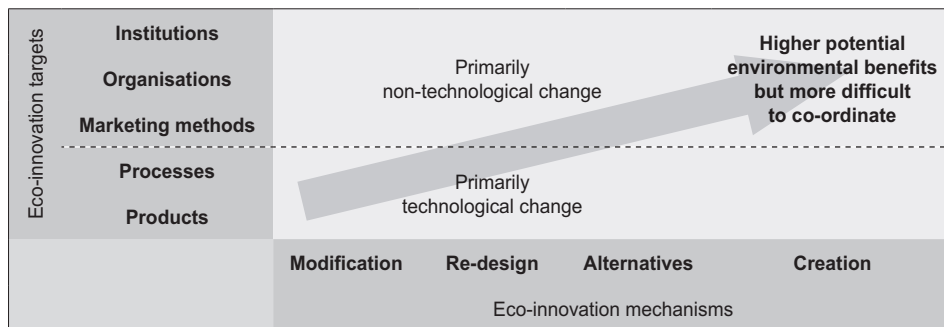 Eco-innovation targets
Institutions
Organisations
Marketing methods
Processes
Products
Primarily
non-technological change
Higher potential
environmental benefits
but more difficult
to co-ordinate
Primarily
technological change
Modification
Re-design
Alternatives
Creation
Eco-innovation mechanisms